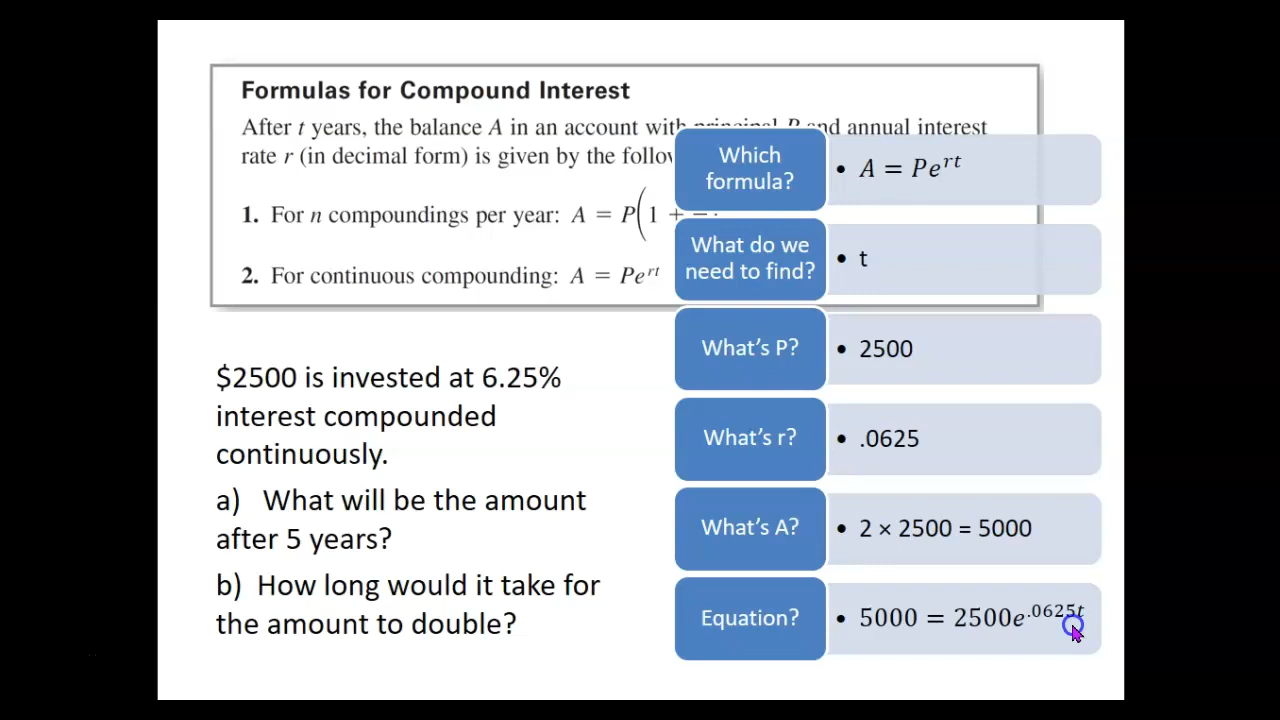 Formulas for Compound Interest
After t years, the balance A in an account with principal P and annual interest
rate r (in decimal form) is given by the
1. For n compoundings per year: A = P(1 +
2. For continuous compounding: A = Pe^{rt}
$2500 is invested at 6.25%
interest compounded
continuously.
a) What will be the amount
after 5 years?
b) How long would it take for
the amount to double?
Which
formula?
• A = Pe^{rt}
What do we
need to find?
• t
What's P?
• 2500
What's r?
• .0625
What's A?
• 2 × 2500 = 5000
Equation?
• 5000 = 2500e^{.0625t}